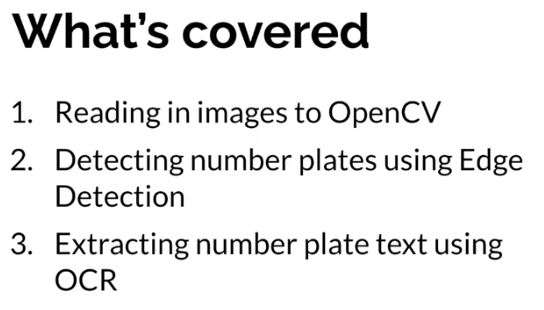 What's covered
1. Reading in images to OpenCV
2. Detecting number plates using Edge
Detection
3. Extracting number plate text using
OCR